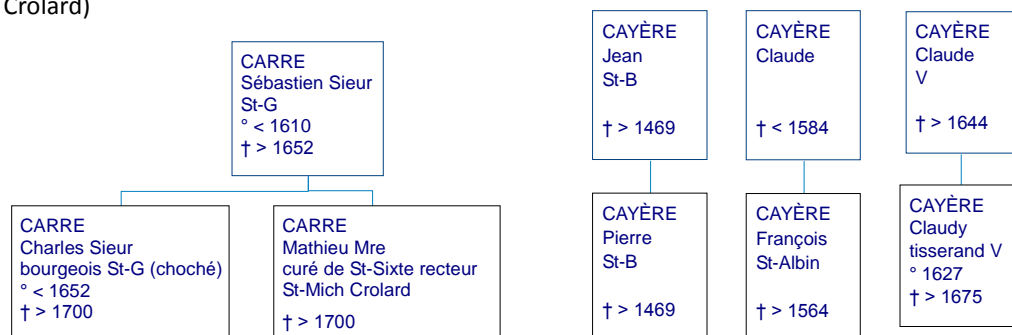 Crolard)
CARRE
Sébastien Sieur
St-G
° < 1610
† > 1652
CARRE
Charles Sieur
bourgeois St-G (choché)
° < 1652
† > 1700
CARRE
Mathieu Mre
curé de St-Sixte recteur
St-Mich Crolard
† > 1700
CAYÈRE
Jean
St-B
† > 1469
CAYÈRE
Pierre
St-B
† > 1469
CAYÈRE
Claude
† < 1584
CAYÈRE
François
St-Albin
† > 1564
CAYÈRE
Claude
V
† > 1644
CAYÈRE
Claudy
tisserand V
° 1627
† > 1675